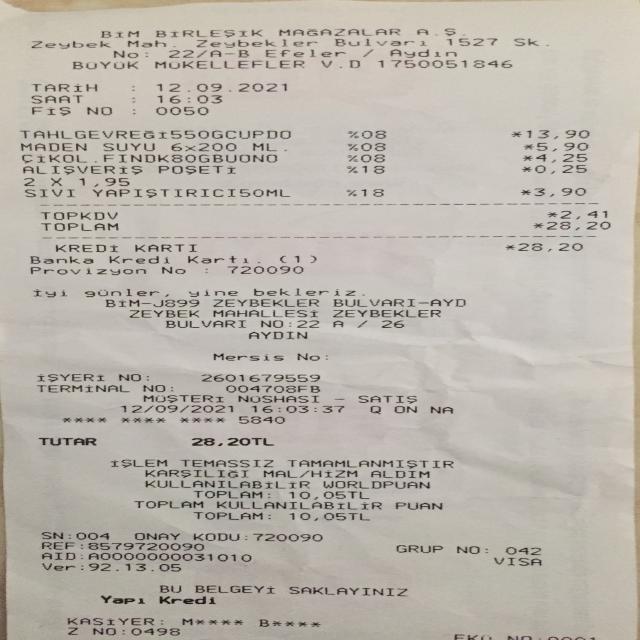 BİM BİRLEŞİK MAĞAZALAR A.Ş.
Zeybek Mah. Zeybekler Bulvarı 1527 Sk.
No: 22/A-B Efeler / Aydın
BÜYÜK MÜKELLEFLER V.D 1750051846
TARİH : 12.09.2021
SAAT : 16:03
FİŞ NO : 0050
TAHLGEVREĞİ550GCUPDO %08 *13,90
MADEN SUYU 6x200 ML. %08 *5,90
ÇİKOL.FINDK80GBUONO %08 *4,25
ALIŞVERİŞ POŞETİ %18 *0,25
2 X 1,95
SIVI YAPIŞTIRICI50ML %18 *3,90
TOPKDV *2,41
TOPLAM *28,20
KREDİ KARTI *28,20
Banka Kredi Kartı. (1)
Provizyon No : 720090
İyi günler, yine bekleriz.
BİM-J899 ZEYBEKLER BULVARI-AYD
ZEYBEK MAHALLESİ ZEYBEKLER
BULVARI NO:22 A / 26
AYDIN
Mersis No:
İŞYERİ NO: 2601679559
TERMİNAL NO: 004708FB
MÜŞTERİ NÜSHASI - SATIŞ
12/09/2021 16:03:37 Q ON NA
**** **** **** 5840
TUTAR 28,20TL
İŞLEM TEMASSIZ TAMAMLANMIŞTIR
KARŞILIĞI MAL/HİZM ALDIM
KULLANILABİLİR WORLDPUAN
TOPLAM: 10,05TL
TOPLAM KULLANILABİLİR PUAN
TOPLAM: 10,05TL
SN:004 ONAY KODU:720090
REF:8579720090 GRUP NO: 042
AID:A0000000031010 VISA
Ver:92.13.05
BU BELGEYİ SAKLAYINIZ
Yapı Kredi
KASİYER: M**** B****
Z NO:0498 EKÜ NO:0001